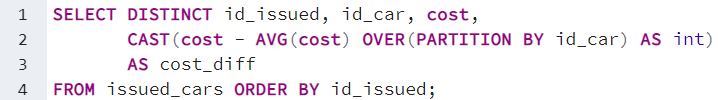 1 SELECT DISTINCT id_issued, id_car, cost,
2 CAST(cost - AVG(cost) OVER(PARTITION BY id_car) AS int)
3 AS cost_diff
4 FROM issued_cars ORDER BY id_issued;